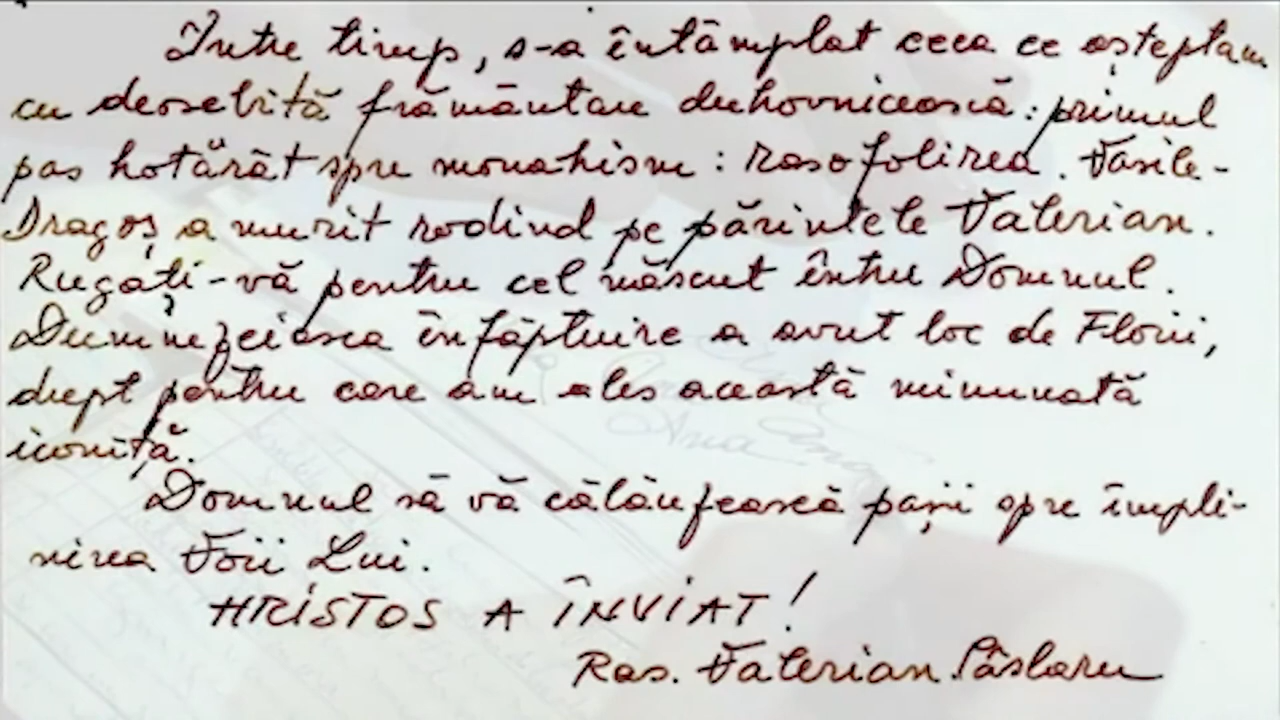 Între timp, s-a întâmplat ceea ce așteptam
cu deosebită frământare duhovnicească: primul
pas hotărât spre monahism: rasofolirea. Vasile-
Dragoș a murit rodind pe părintele Valerian.
Rugați-vă pentru cel născut întru Domnul.
Dumnezeiasca înfăptuire a avut loc de Florii,
drept pentru care am ales această minunată
iconiță.
Domnul să vă călăuzească pașii spre împli-
nirea Voii Lui.
HRISTOS A ÎNVIAT!
Ras. Valerian Pâslaru